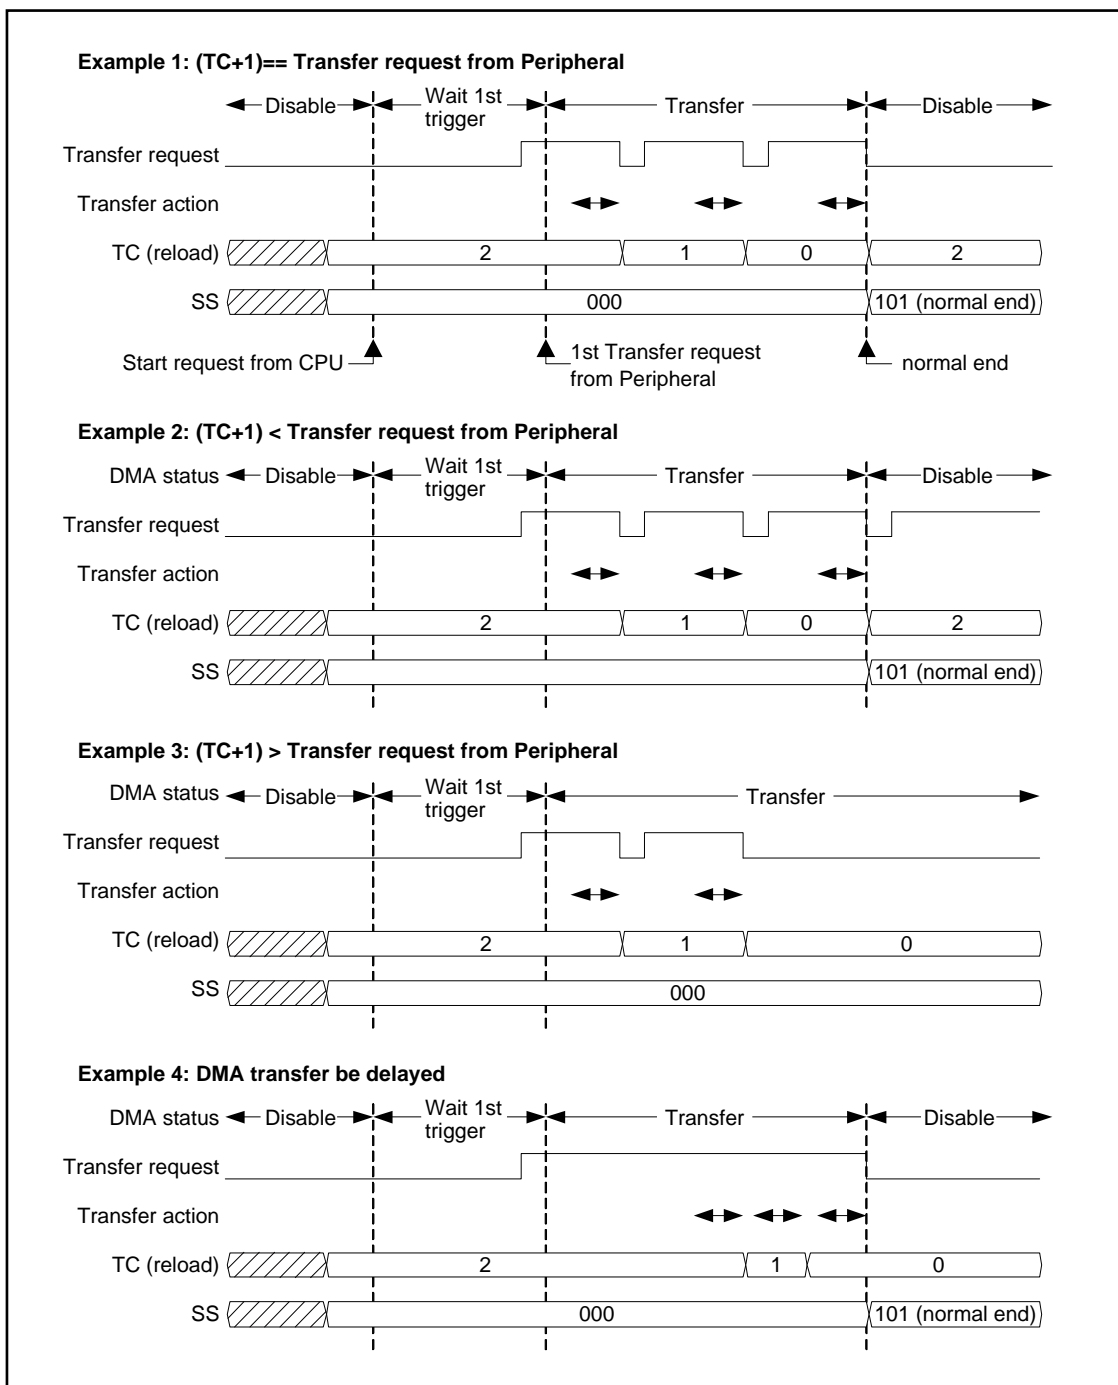 Example 1: (TC+1)== Transfer request from Peripheral
Disable Wait 1st trigger Transfer Disable
Transfer request
Transfer action
TC (reload) 2 1 0 2
SS 000 101 (normal end)
Start request from CPU 1st Transfer request from Peripheral normal end
Example 2: (TC+1) < Transfer request from Peripheral
DMA status Disable Wait 1st trigger Transfer Disable
Transfer request
Transfer action
TC (reload) 2 1 0 2
SS 101 (normal end)
Example 3: (TC+1) > Transfer request from Peripheral
DMA status Disable Wait 1st trigger Transfer
Transfer request
Transfer action
TC (reload) 2 1 0
SS 000
Example 4: DMA transfer be delayed
DMA status Disable Wait 1st trigger Transfer Disable
Transfer request
Transfer action
TC (reload) 2 1 0
SS 000 101 (normal end)